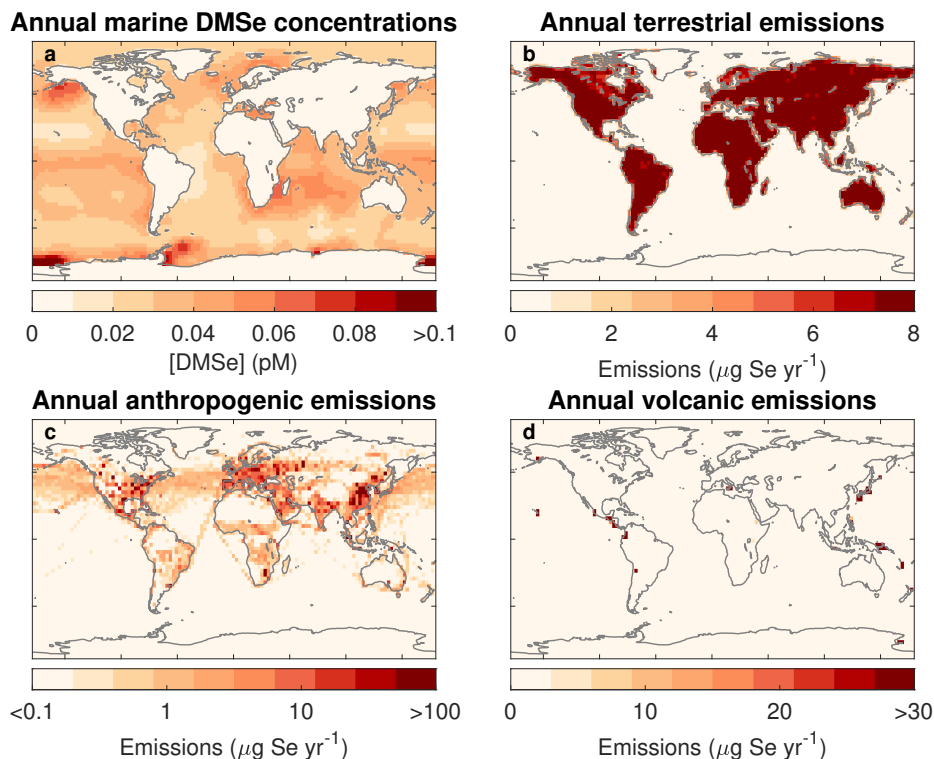 Annual marine DMSe concentrations
a
0 0.02 0.04 0.06 0.08 >0.1
[DMSe] (pM)
Annual terrestrial emissions
b
0 2 4 6 8
Emissions (μg Se yr⁻¹)
Annual anthropogenic emissions
c
<0.1 1 10 >100
Emissions (μg Se yr⁻¹)
Annual volcanic emissions
d
0 10 20 >30
Emissions (μg Se yr⁻¹)